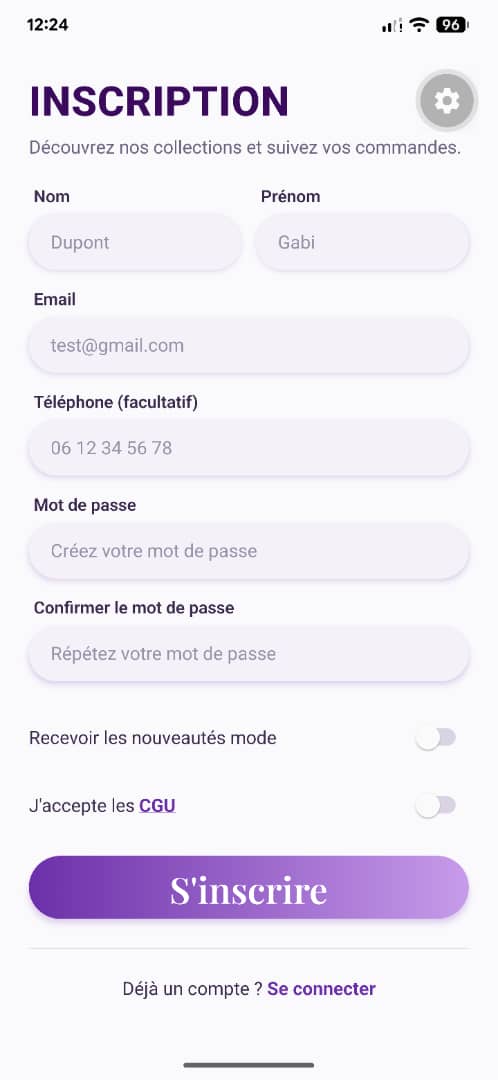 12:24
96
INSCRIPTION
Découvrez nos collections et suivez vos commandes.
Nom Prénom
Dupont Gabi
Email
test@gmail.com
Téléphone (facultatif)
06 12 34 56 78
Mot de passe
Créez votre mot de passe
Confirmer le mot de passe
Répétez votre mot de passe
Recevoir les nouveautés mode
J'accepte les CGU
S'inscrire
Déjà un compte ? Se connecter